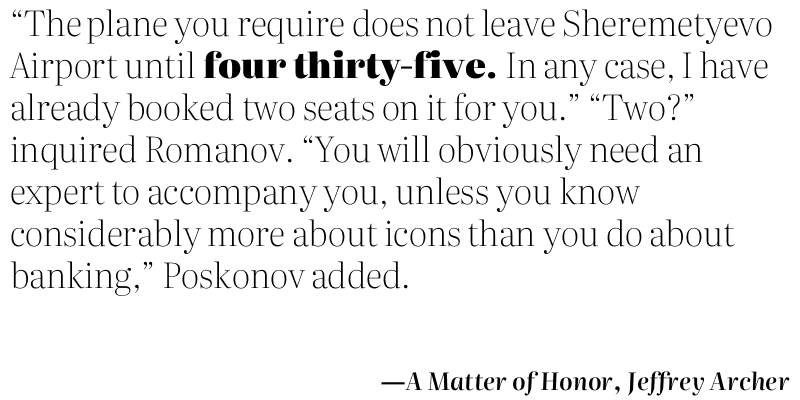 “The plane you require does not leave Sheremetyevo
Airport until four thirty-five. In any case, I have
already booked two seats on it for you.” “Two?”
inquired Romanov. “You will obviously need an
expert to accompany you, unless you know
considerably more about icons than you do about
banking,” Poskonov added.
—A Matter of Honor, Jeffrey Archer